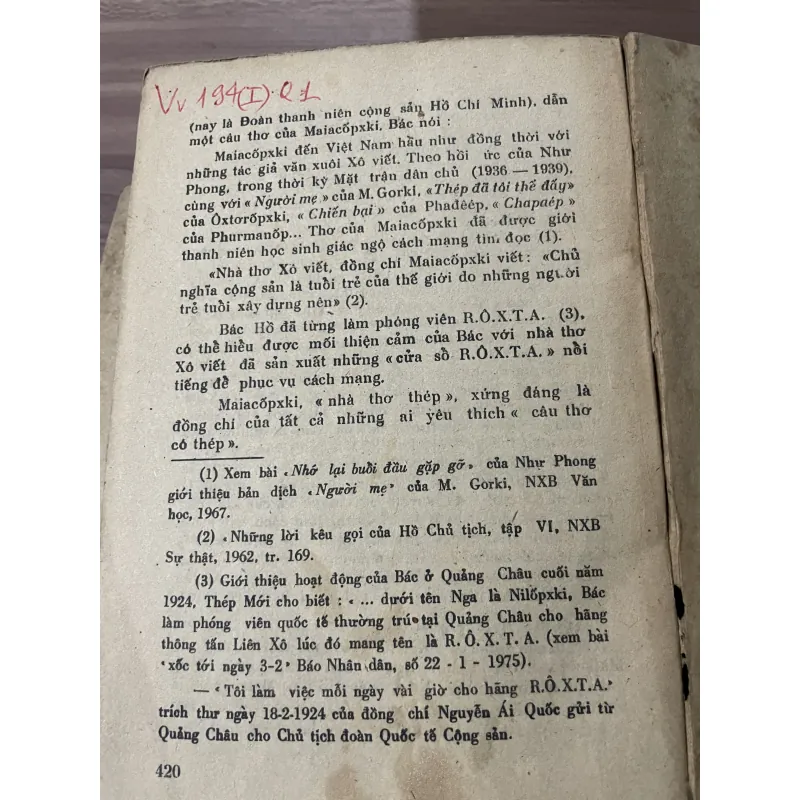 Vv 194(I) Q1
(nay là Đoàn thanh niên cộng sản Hồ Chí Minh), dẫn
một câu thơ của Maiacốpxki. Bác nói :
Maiacốpxki đến Việt Nam hầu như đồng thời với
những tác giả văn xuôi Xô viết. Theo hồi ức của Như
Phong, trong thời kỳ Mặt trận dân chủ (1936 — 1939),
cùng với « Người mẹ » của M. Gorki, « Thép đã tôi thế đấy»
của Ôxtơrốpxki, « Chiến bại » của Phađêép, « Chapaép »
của Phurmanốp... Thơ của Maiacốpxki đã được giới
thanh niên học sinh giác ngộ cách mạng tìm đọc (1).
«Nhà thơ Xô viết, đồng chí Maiacốpxki viết: «Chủ
nghĩa cộng sản là tuổi trẻ của thế giới do những người
trẻ tuổi xây dựng nên» (2).
Bác Hồ đã từng làm phóng viên R.Ô.X.T.A. (3),
có thể hiểu được mối thiện cảm của Bác với nhà thơ
Xô viết đã sản xuất những «cửa sổ R.Ô.X.T.A. » nổi
tiếng để phục vụ cách mạng.
Maiacốpxki, « nhà thơ thép », xứng đáng là
đồng chí của tất cả những ai yêu thích « câu thơ
có thép ».
(1) Xem bài «Nhớ lại buổi đầu gặp gỡ» của Như Phong
giới thiệu bản dịch «Người mẹ» của M. Gorki, NXB Văn
học, 1967.
(2) «Những lời kêu gọi của Hồ Chủ tịch, tập VI, NXB
Sự thật, 1962, tr. 169.
(3) Giới thiệu hoạt động của Bác ở Quảng Châu cuối năm
1924, Thép Mới cho biết : « ... dưới tên Nga là Nilốpxki, Bác
làm phóng viên quốc tế thường trú tại Quảng Châu cho hãng
thông tấn Liên Xô lúc đó mang tên là R. Ô. X. T. A. (xem bài
«xốc tới ngày 3-2» Báo Nhân dân, số 22 - 1 - 1975).
— «Tôi làm việc mỗi ngày vài giờ cho hãng R.Ô.X.T.A.»
trích thư ngày 18-2-1924 của đồng chí Nguyễn Ái Quốc gửi từ
Quảng Châu cho Chủ tịch đoàn Quốc tế Cộng sản.
420